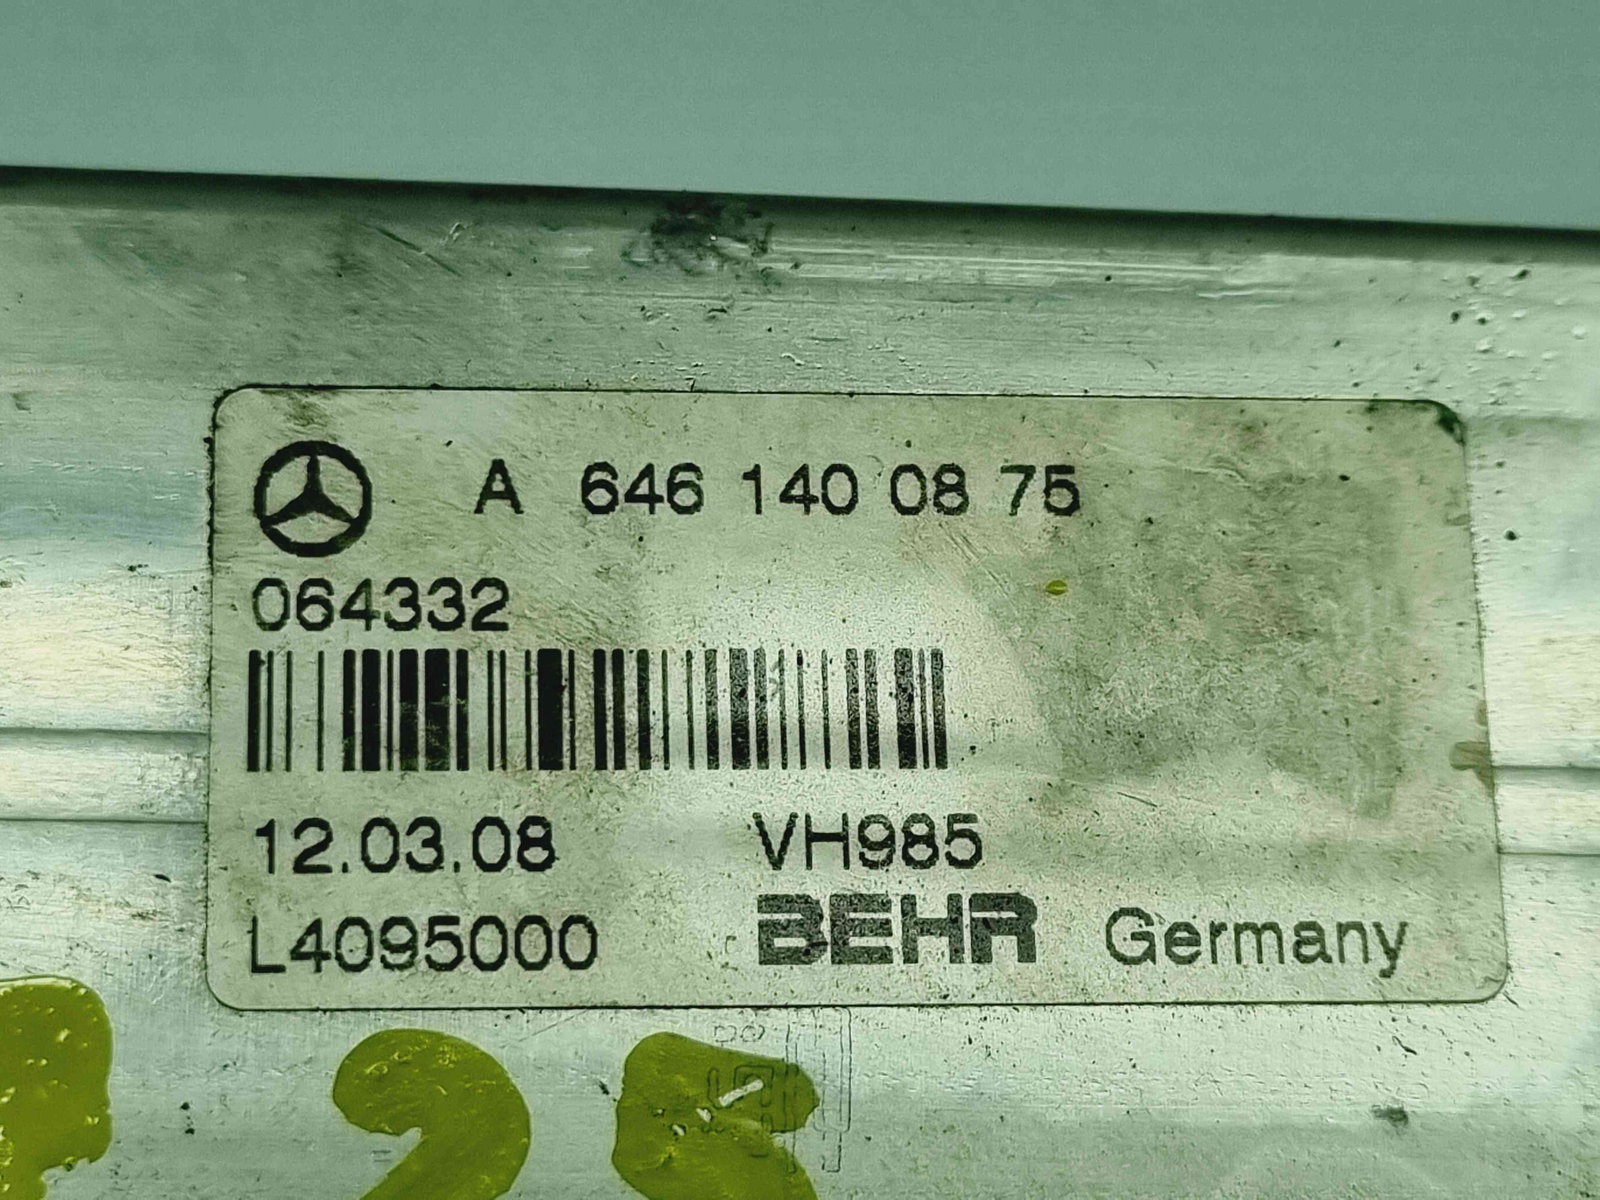 A 646 140 08 75
064332
12.03.08 VH985
L4095000 BEHR Germany